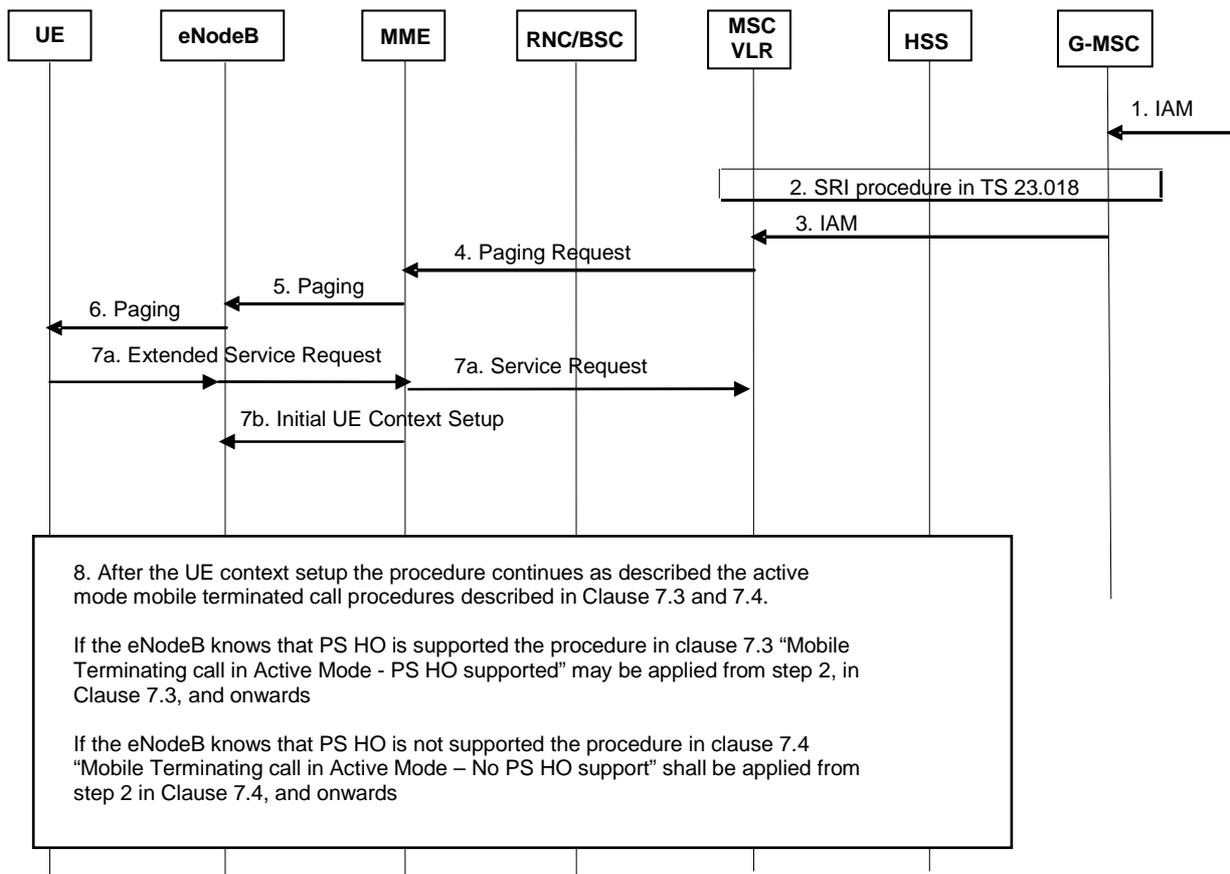 UE
eNodeB
MME
RNC/BSC
MSC
VLR
HSS
G-MSC
1. IAM
2. SRI procedure in TS 23.018
3. IAM
4. Paging Request
5. Paging
6. Paging
7a. Extended Service Request
7a. Service Request
7b. Initial UE Context Setup
8. After the UE context setup the procedure continues as described the active
mode mobile terminated call procedures described in Clause 7.3 and 7.4.
If the eNodeB knows that PS HO is supported the procedure in clause 7.3 “Mobile
Terminating call in Active Mode - PS HO supported” may be applied from step 2, in
Clause 7.3, and onwards
If the eNodeB knows that PS HO is not supported the procedure in clause 7.4
“Mobile Terminating call in Active Mode – No PS HO support” shall be applied from
step 2 in Clause 7.4, and onwards